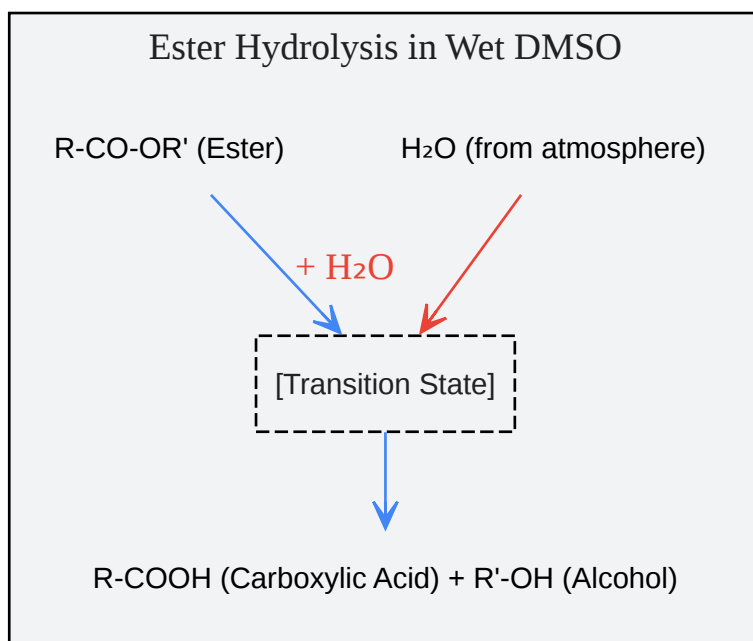 Ester Hydrolysis in Wet DMSO
R-CO-OR' (Ester)
H₂O (from atmosphere)
+ H₂O
[Transition State]
R-COOH (Carboxylic Acid) + R'-OH (Alcohol)